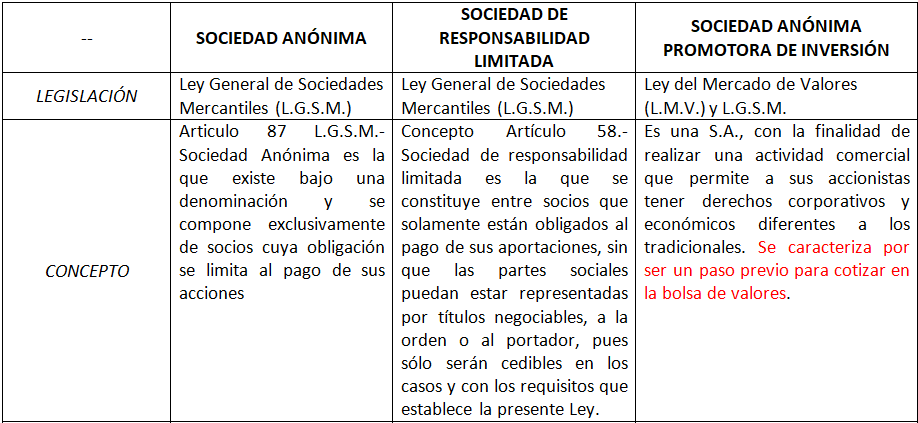 --
SOCIEDAD ANÓNIMA
SOCIEDAD DE
RESPONSABILIDAD
LIMITADA
SOCIEDAD ANÓNIMA
PROMOTORA DE INVERSIÓN
LEGISLACIÓN
Ley General de Sociedades
Mercantiles (L.G.S.M.)
Ley General de Sociedades
Mercantiles (L.G.S.M.)
Ley del Mercado de Valores
(L.M.V.) y L.G.S.M.
CONCEPTO
Articulo 87 L.G.S.M.-
Sociedad Anónima es la
que existe bajo una
denominación y se
compone exclusivamente
de socios cuya obligación
se limita al pago de sus
acciones
Concepto Artículo 58.-
Sociedad de responsabilidad
limitada es la que se
constituye entre socios que
solamente están obligados al
pago de sus aportaciones, sin
que las partes sociales
puedan estar representadas
por títulos negociables, a la
orden o al portador, pues
sólo serán cedibles en los
casos y con los requisitos que
establece la presente Ley.
Es una S.A., con la finalidad de
realizar una actividad comercial
que permite a sus accionistas
tener derechos corporativos y
económicos diferentes a los
tradicionales. Se caracteriza por
ser un paso previo para cotizar en
la bolsa de valores.